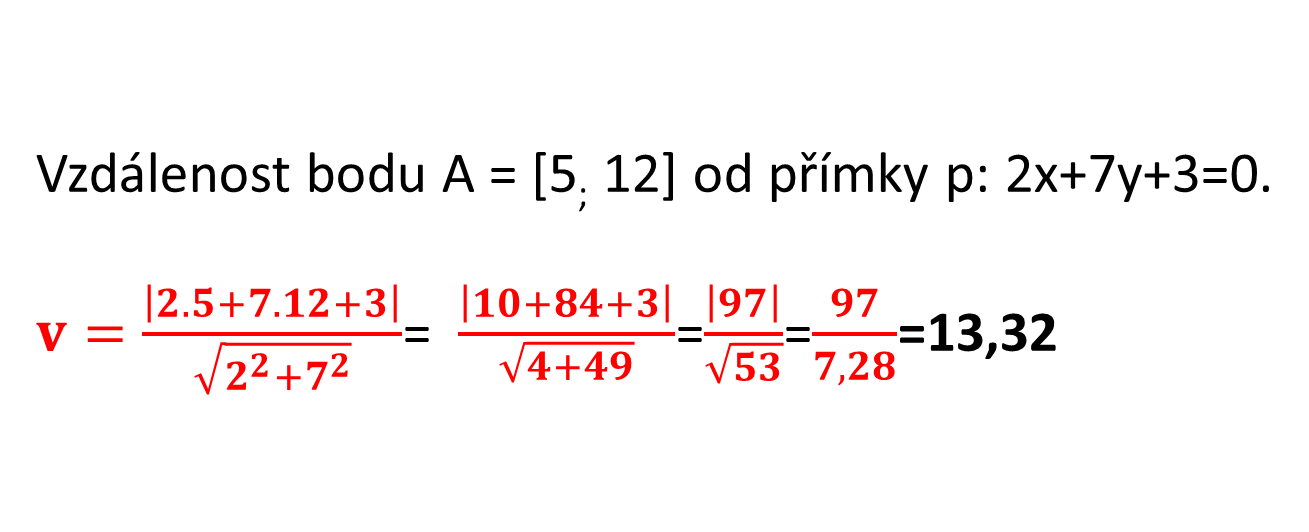 Vzdálenost bodu A = [5; 12] od přímky p: 2x+7y+3=0.
v = |2.5+7.12+3|/√(2²+7²) = |10+84+3|/√(4+49) = |97|/√53 = 97/7,28 =13,32